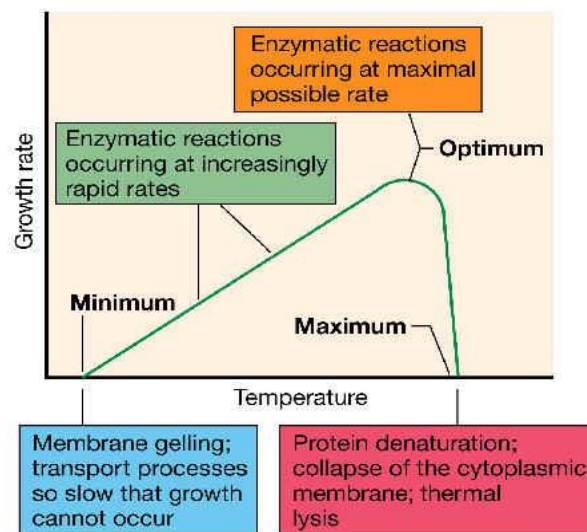 Enzymatic reactions
occurring at maximal
possible rate
Enzymatic reactions
occurring at increasingly
rapid rates
Optimum
Growth rate
Minimum
Maximum
Temperature
Membrane gelling;
transport processes
so slow that growth
cannot occur
Protein denaturation;
collapse of the cytoplasmic
membrane; thermal
lysis